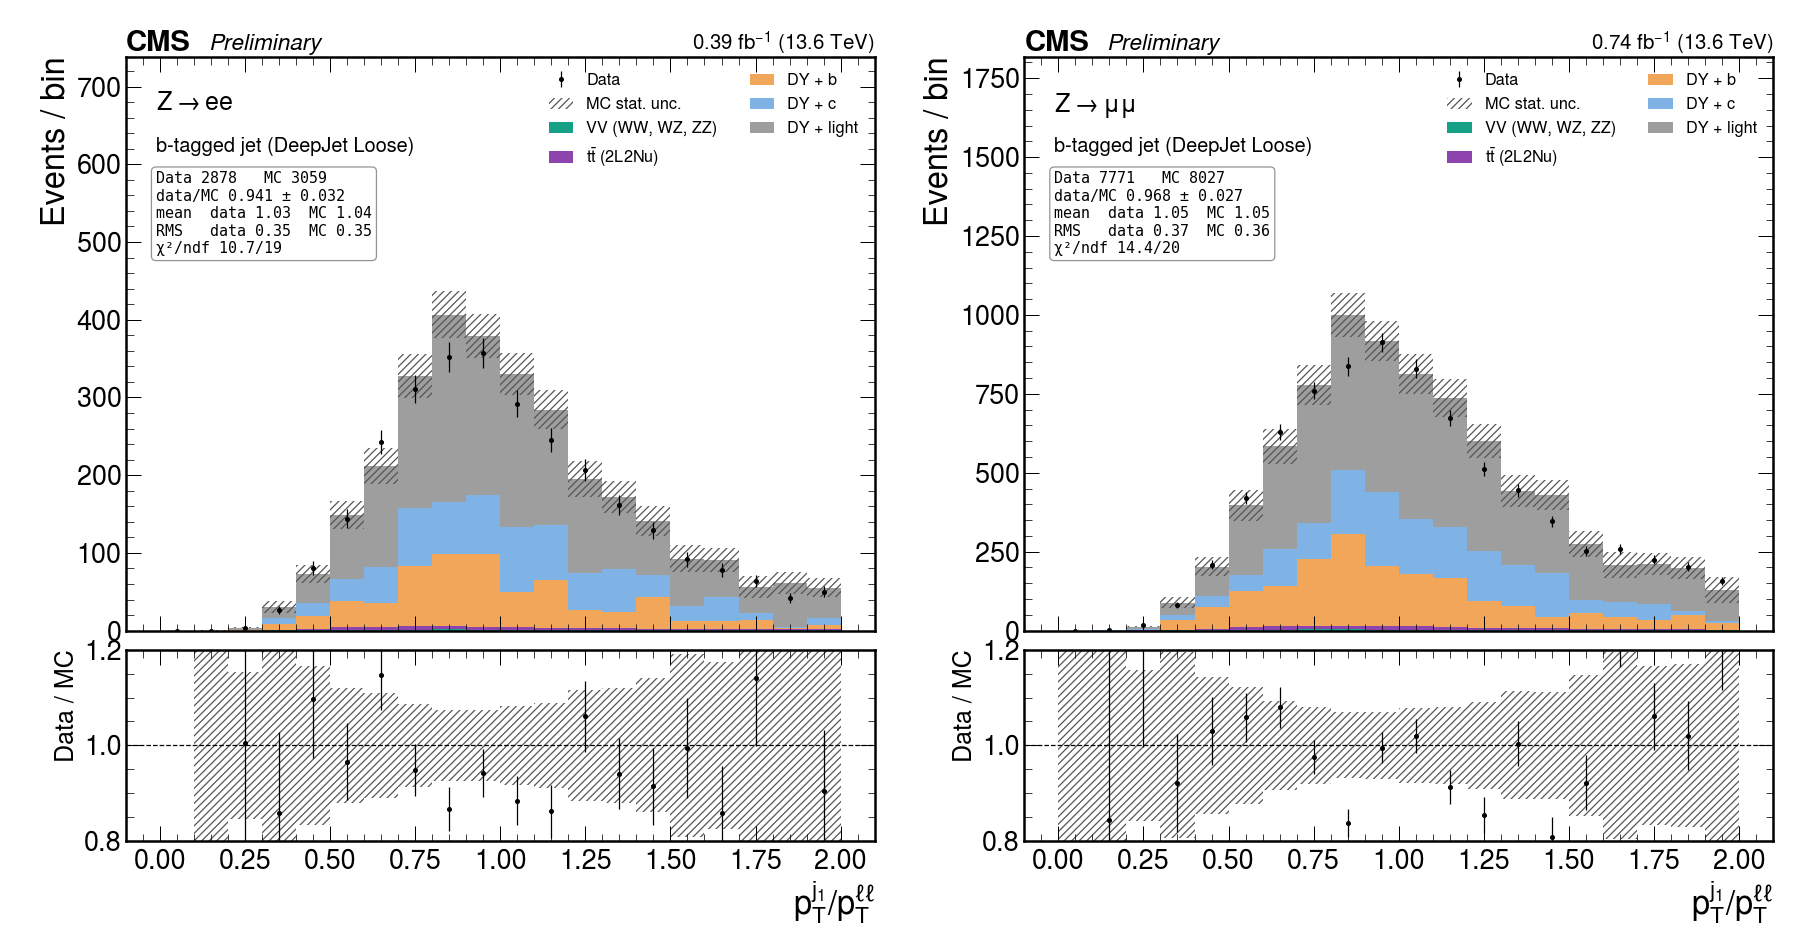 CMS Preliminary 0.39 fb⁻¹ (13.6 TeV)
Events / bin
700
600
500
400
300
200
100
0
Z → ee
b-tagged jet (DeepJet Loose)
Data 2878 MC 3059
data/MC 0.941 ± 0.032
mean data 1.03 MC 1.04
RMS data 0.35 MC 0.35
χ²/ndf 10.7/19
Data
MC stat. unc.
VV (WW, WZ, ZZ)
tt̄ (2L2Nu)
DY + b
DY + c
DY + light
Data / MC
1.2
1.0
0.8
0.00 0.25 0.50 0.75 1.00 1.25 1.50 1.75 2.00
p_T^{j₁}/p_T^{ℓℓ}
CMS Preliminary 0.74 fb⁻¹ (13.6 TeV)
Events / bin
1750
1500
1250
1000
750
500
250
0
Z → μμ
b-tagged jet (DeepJet Loose)
Data 7771 MC 8027
data/MC 0.968 ± 0.027
mean data 1.05 MC 1.05
RMS data 0.37 MC 0.36
χ²/ndf 14.4/20
Data
MC stat. unc.
VV (WW, WZ, ZZ)
tt̄ (2L2Nu)
DY + b
DY + c
DY + light
Data / MC
1.2
1.0
0.8
0.00 0.25 0.50 0.75 1.00 1.25 1.50 1.75 2.00
p_T^{j₁}/p_T^{ℓℓ}